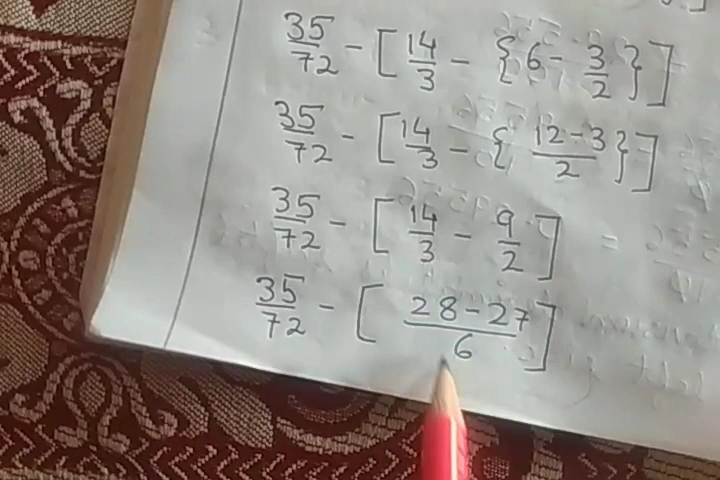 35/72 - [14/3 - {6 - 3/2}]
35/72 - [14/3 - {12-3/2}]
35/72 - [14/3 - 9/2]
35/72 - [28-27/6]